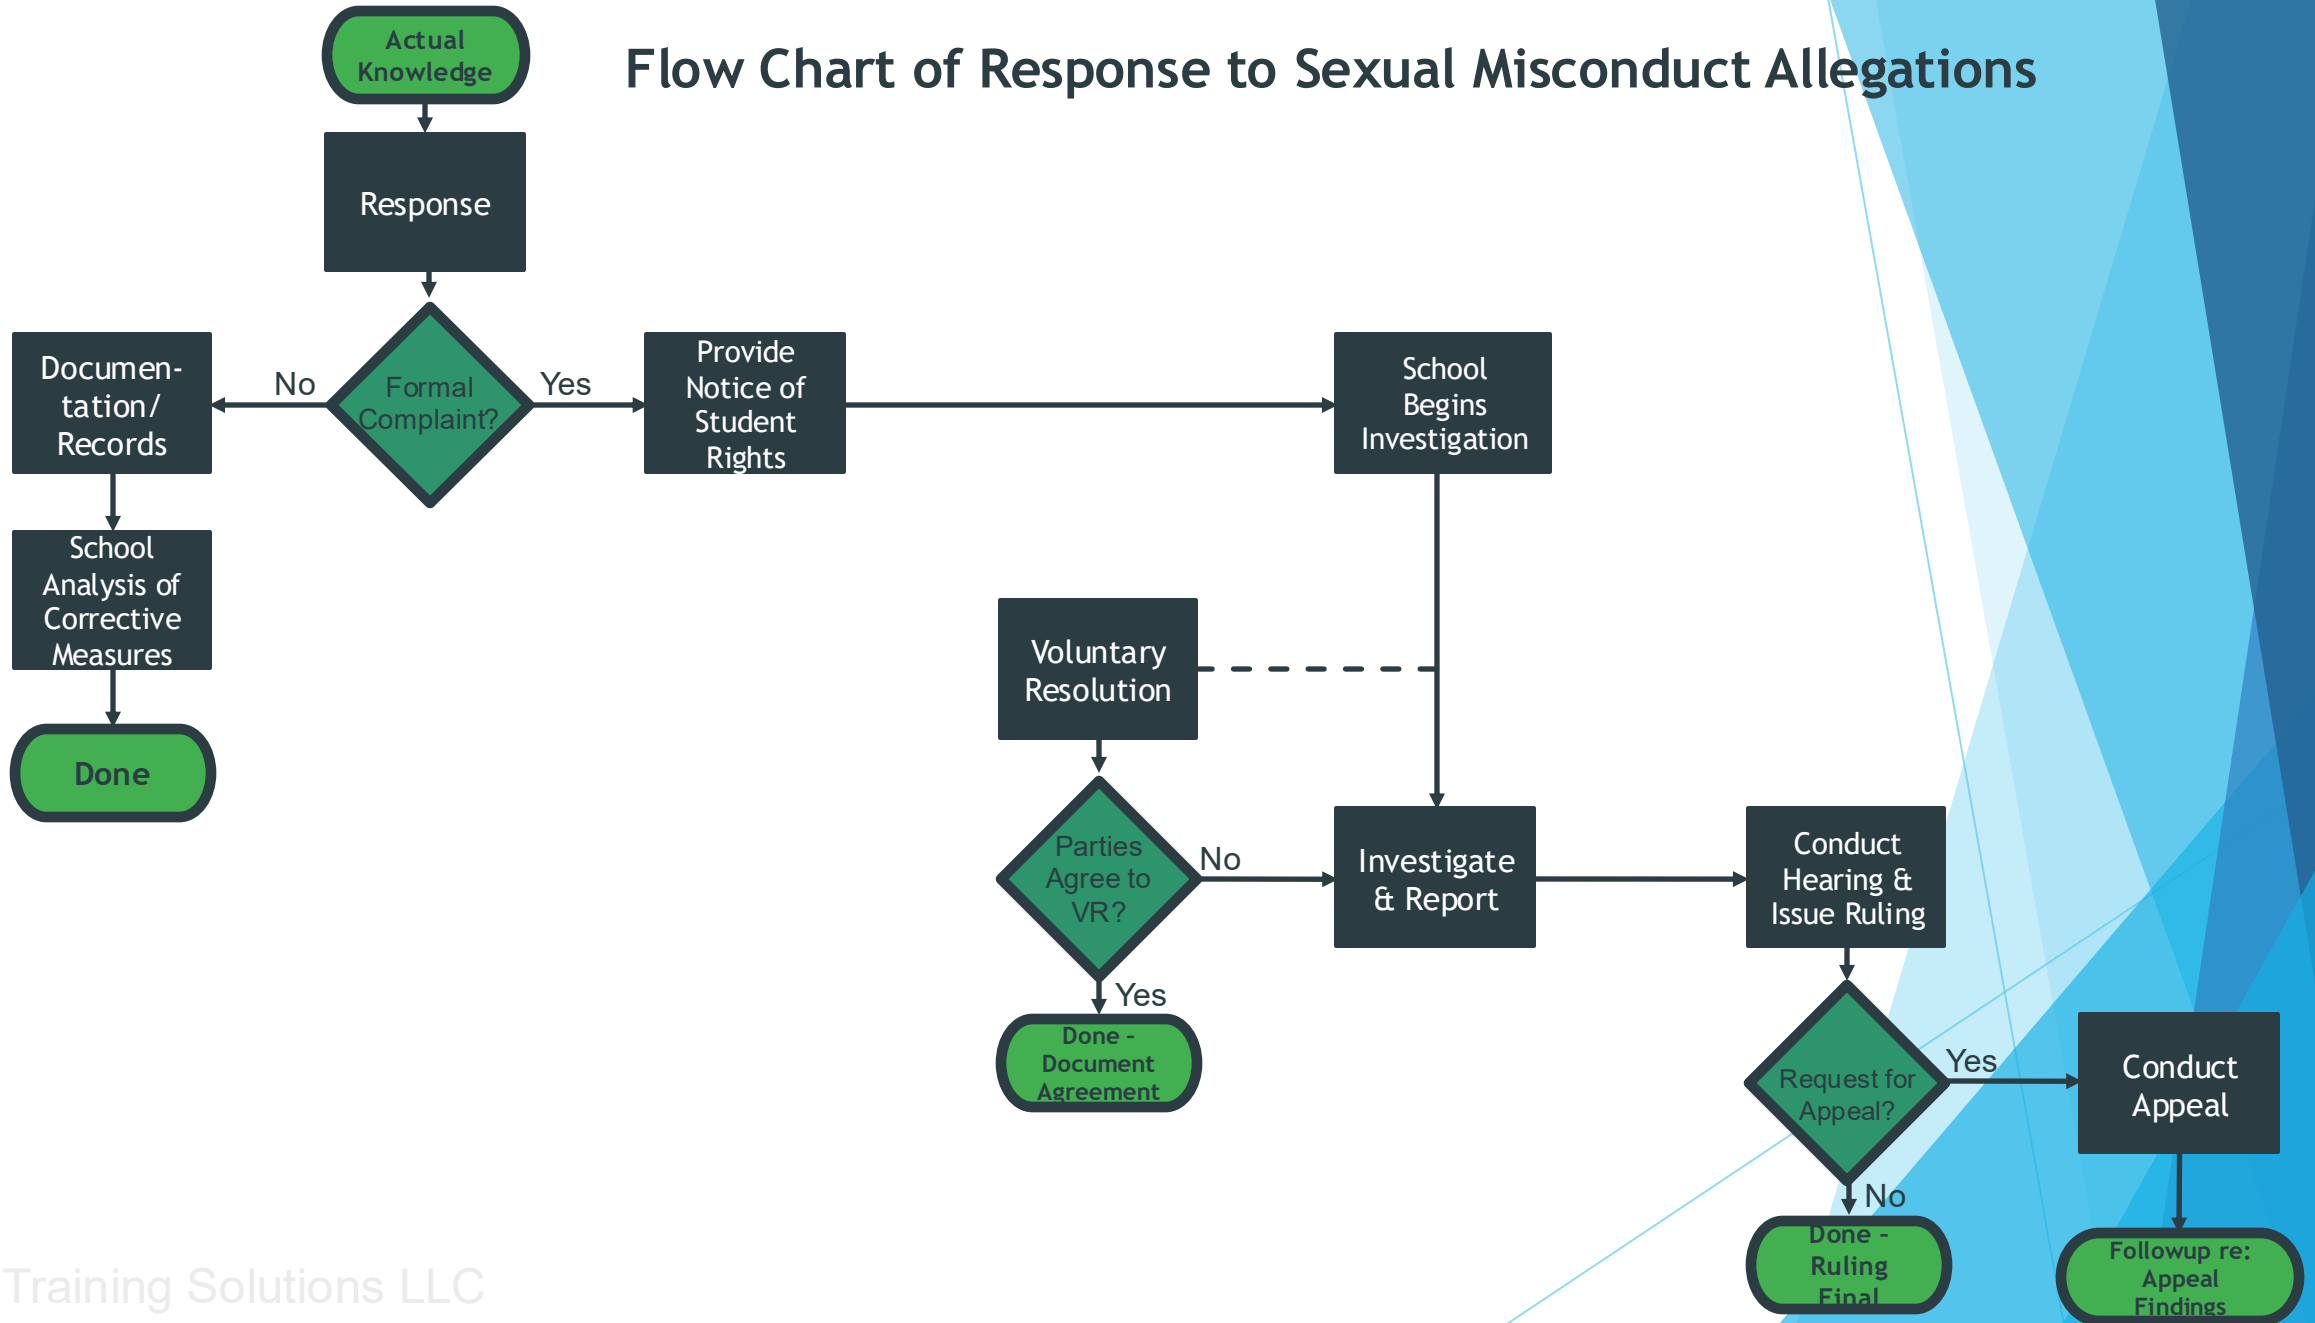 Actual
Knowledge
Flow Chart of Response to Sexual Misconduct Allegations
Response
Documen-
tation/
Records
No
Formal
Complaint?
Yes
Provide
Notice of
Student
Rights
School
Begins
Investigation
School
Analysis of
Corrective
Measures
Done
Voluntary
Resolution
Parties
Agree to
VR?
No
Investigate
& Report
Conduct
Hearing &
Issue Ruling
Yes
Done -
Document
Agreement
Request for
Appeal?
Yes
Conduct
Appeal
No
Done -
Ruling
Final
Followup re:
Appeal
Findings
Training Solutions LLC